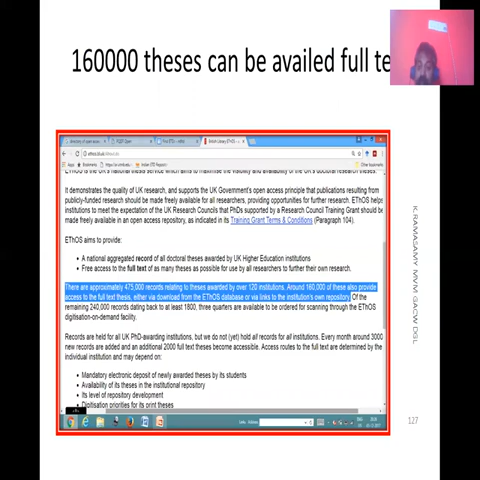 160000 theses can be availed full te
directory of open access
ethos.bl.uk
Bookmarks
Other bookmarks
EThOS is the UK's national thesis service which aims to maximise the visibility and availability of the UK's doctoral research theses.
It demonstrates the quality of UK research, and supports the UK Government's open access principle that publications resulting from
publicly-funded research should be made freely available for all researchers, providing opportunities for further research. EThOS helps
institutions to meet the expectation of the UK Research Councils that PhDs supported by a Research Council Training Grant should be
made freely available in an open access repository, as indicated in its Training Grant Terms & Conditions (Paragraph 104).
EThOS aims to provide:
• A national aggregated record of all doctoral theses awarded by UK Higher Education institutions
• Free access to the full text of as many theses as possible for use by all researchers to further their own research.
There are approximately 475,000 records relating to theses awarded by over 120 institutions. Around 160,000 of these also provide
access to the full text thesis, either via download from the EThOS database or via links to the institution's own repository. Of the
remaining 240,000 records dating back to at least 1800, three quarters are available to be ordered for scanning through the EThOS
digitisation-on-demand facility.
Records are held for all UK PhD-awarding institutions, but we do not (yet) hold all records for all institutions. Every month around 3000
new records are added and an additional 2000 full text theses become accessible. Access routes to the full text are determined by the
individual institution and may depend on:
• Mandatory electronic deposit of newly awarded theses by its students
• Availability of its theses in the institutional repository
• Its level of repository development
• Digitisation priorities for its print theses
K.RAMASAMY MVM GACW DGL
127